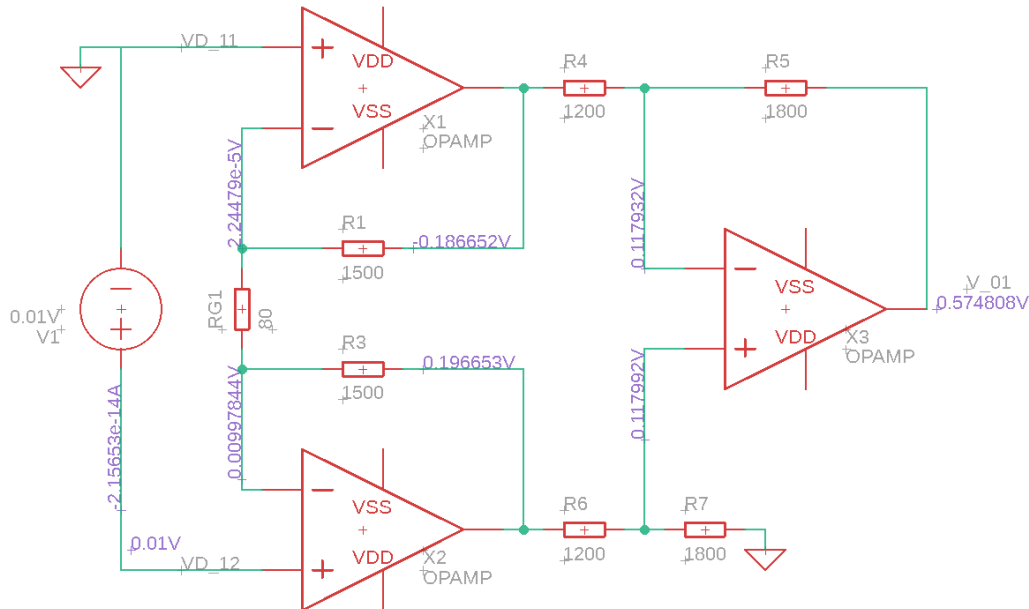 VD_11
+
VDD
VSS
−
X1
OPAMP
R4
1200
R5
1800
2.24479e-5V
R1
-0.186652V
1500
0.117932V
0.01V
V1
−
+
RG1
80
−
VSS
VDD
+
V_01
0.574808V
X3
OPAMP
R3
0.196653V
1500
0.117992V
-2.15653e-14A
0.00997844V
−
VSS
VDD
+
X2
OPAMP
R6
1200
R7
1800
0.01V
VD_12